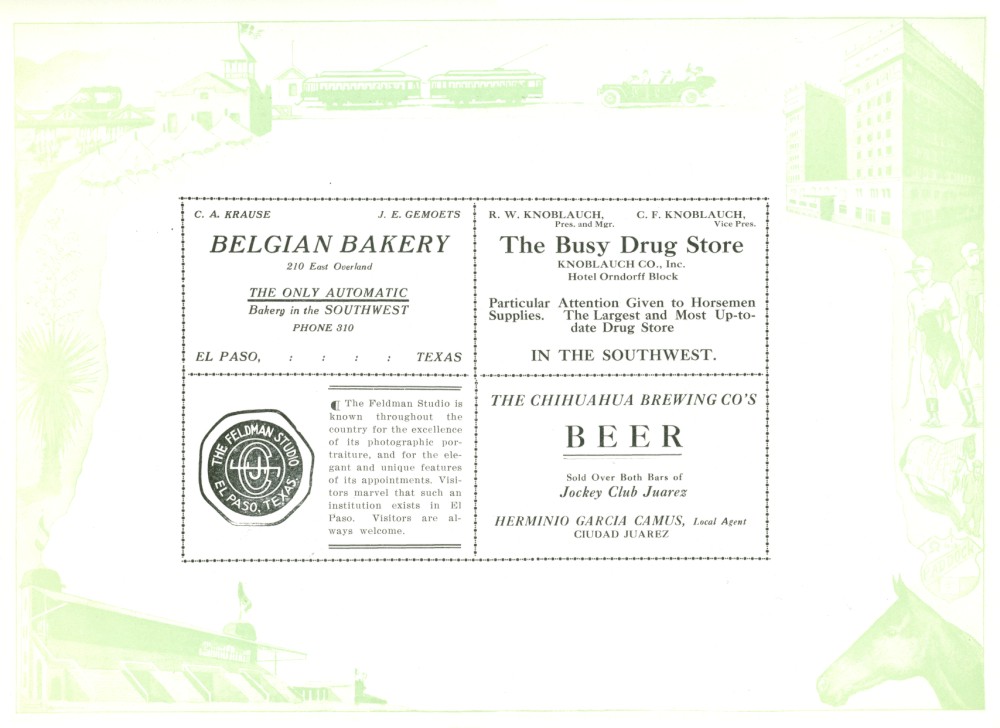 C. A. KRAUSE J. E. GEMOETS
BELGIAN BAKERY
210 East Overland
THE ONLY AUTOMATIC
Bakery in the SOUTHWEST
PHONE 310
EL PASO, : : : : TEXAS
R. W. KNOBLAUCH, C. F. KNOBLAUCH,
Pres. and Mgr. Vice Pres.
The Busy Drug Store
KNOBLAUCH CO., Inc.
Hotel Orndorff Block
Particular Attention Given to Horsemen
Supplies. The Largest and Most Up-to-
date Drug Store
IN THE SOUTHWEST.
THE FELDMAN STUDIO
EL PASO, TEXAS.
¶ The Feldman Studio is
known throughout the
country for the excellence
of its photographic por-
traiture, and for the ele-
gant and unique features
of its appointments. Visi-
tors marvel that such an
institution exists in El
Paso. Visitors are al-
ways welcome.
THE CHIHUAHUA BREWING CO'S
BEER
Sold Over Both Bars of
Jockey Club Juarez
HERMINIO GARCIA CAMUS, Local Agent
CIUDAD JUAREZ